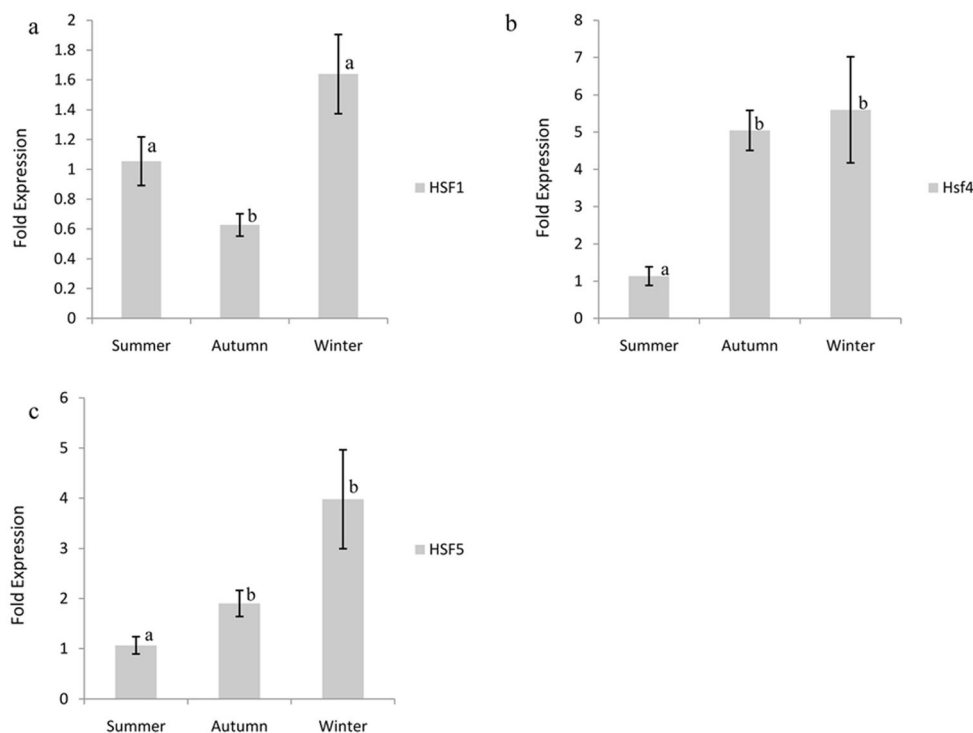 a
2
1.8
1.6
1.4
1.2
1
0.8
0.6
0.4
0.2
0
Fold Expression
a
b
a
Summer Autumn Winter
HSF1
b
8
7
6
5
4
3
2
1
0
Fold Expression
a
b
b
Summer Autumn Winter
Hsf4
c
6
5
4
3
2
1
0
Fold Expression
a
b
b
Summer Autumn Winter
HSF5